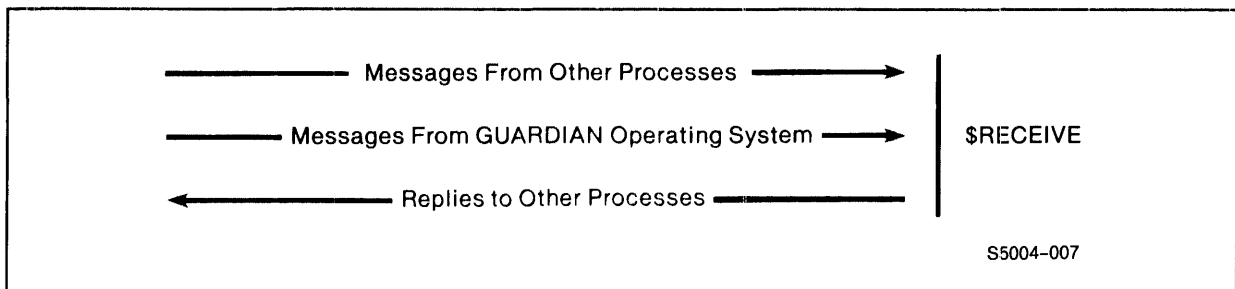 Messages From Other Processes
Messages From GUARDIAN Operating System
$RECEIVE
Replies to Other Processes
S5004-007